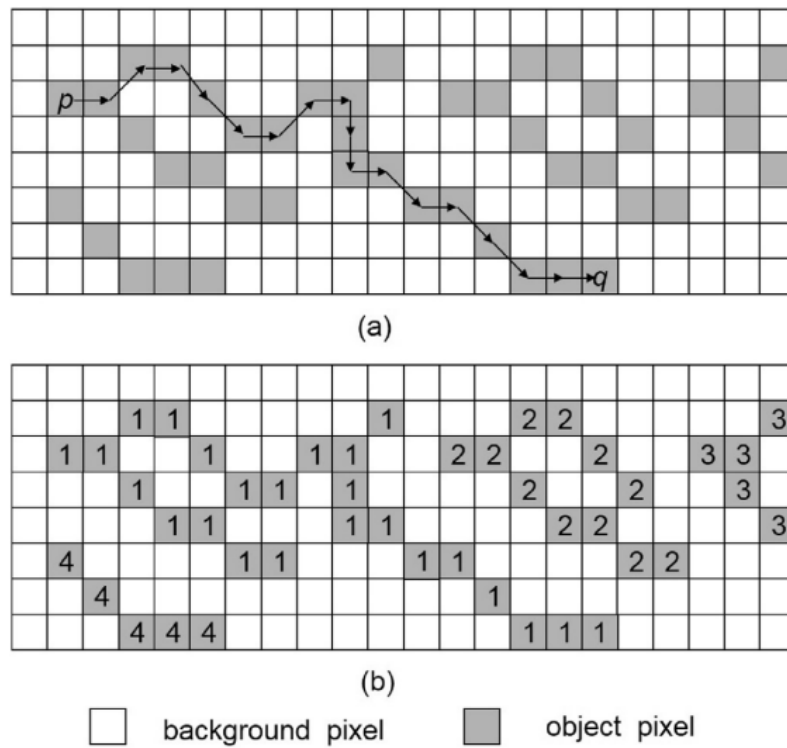 p
q
(a)
1 1 1 2 2 3
1 1 1 1 1 2 2 2 3 3
1 1 1 1 2 2 3
1 1 1 1 2 2 3
4 1 1 1 1 2 2
4 1
4 4 4 1 1 1
(b)
background pixel object pixel